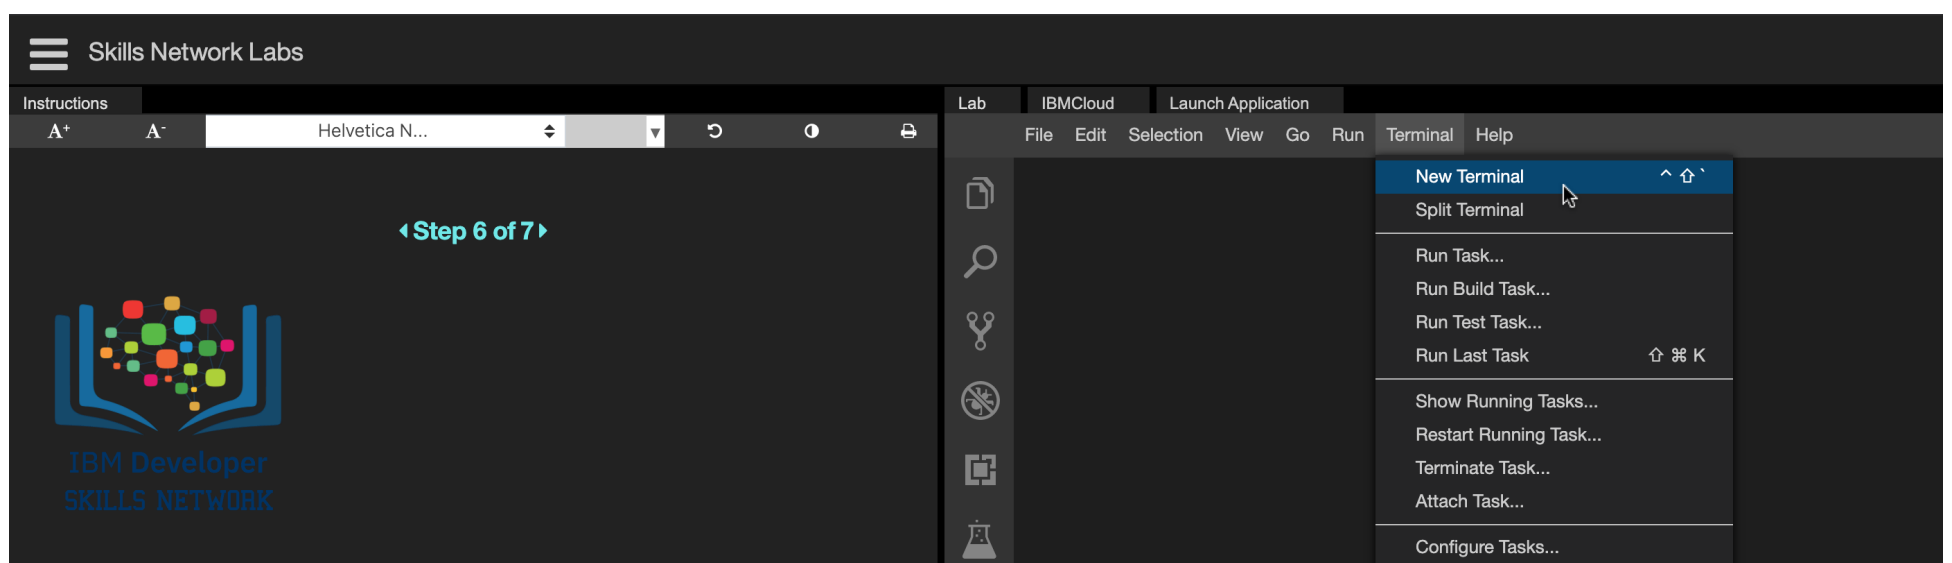 Skills Network Labs
Instructions
A+ A- Helvetica N...
Step 6 of 7
IBM Developer
SKILLS NETWORK
Lab IBMCloud Launch Application
File Edit Selection View Go Run Terminal Help
New Terminal ^ ⇧ `
Split Terminal
Run Task...
Run Build Task...
Run Test Task...
Run Last Task ⇧ ⌘ K
Show Running Tasks...
Restart Running Task...
Terminate Task...
Attach Task...
Configure Tasks...